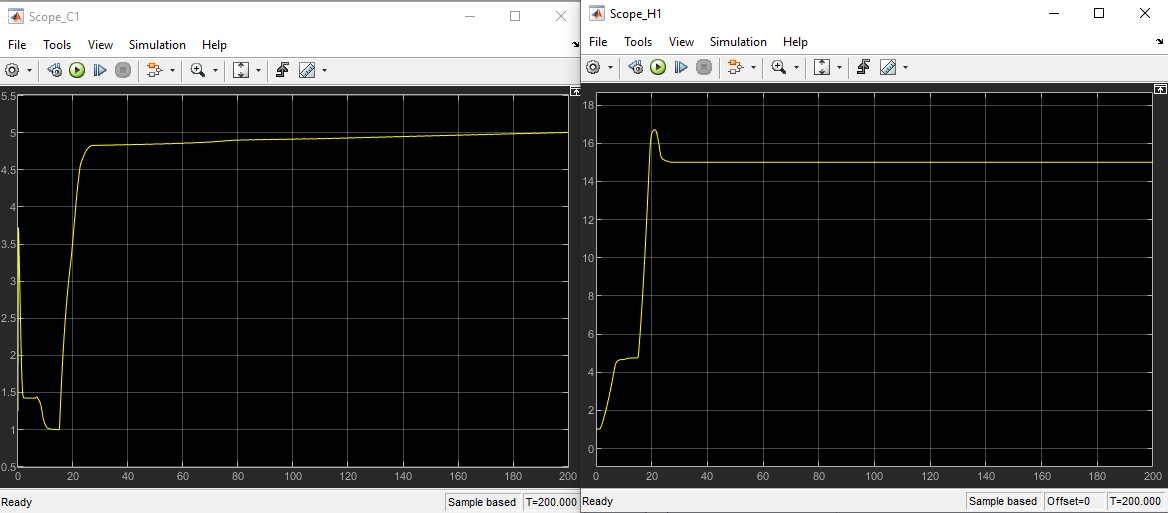 Scope_C1
File Tools View Simulation Help
5.5
5
4.5
4
3.5
3
2.5
2
1.5
1
0.5
0 20 40 60 80 100 120 140 160 180 200
Ready
Sample based T=200.000
Scope_H1
File Tools View Simulation Help
18
16
14
12
10
8
6
4
2
0
0 20 40 60 80 100 120 140 160 180 200
Ready
Sample based Offset=0 T=200.000